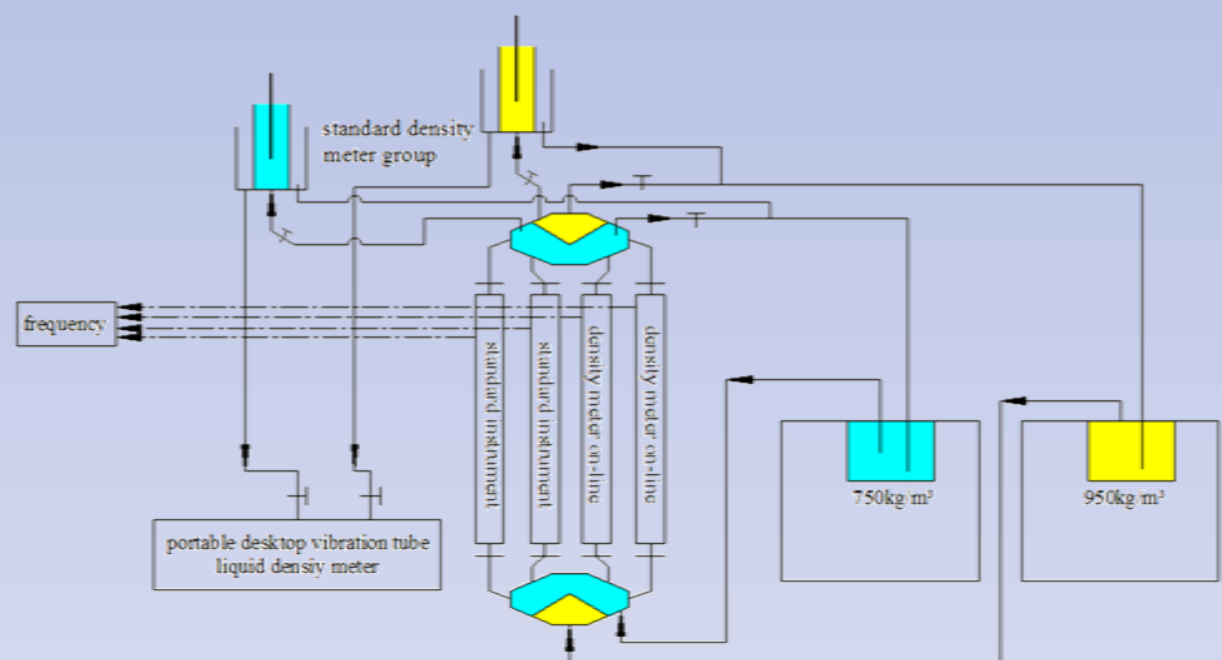 standard density
meter group
frequency
standard instrument
standard instrument
density meter on-line
density meter on-line
750kg/m³
950kg/m³
portable desktop vibration tube
liquid densiy meter